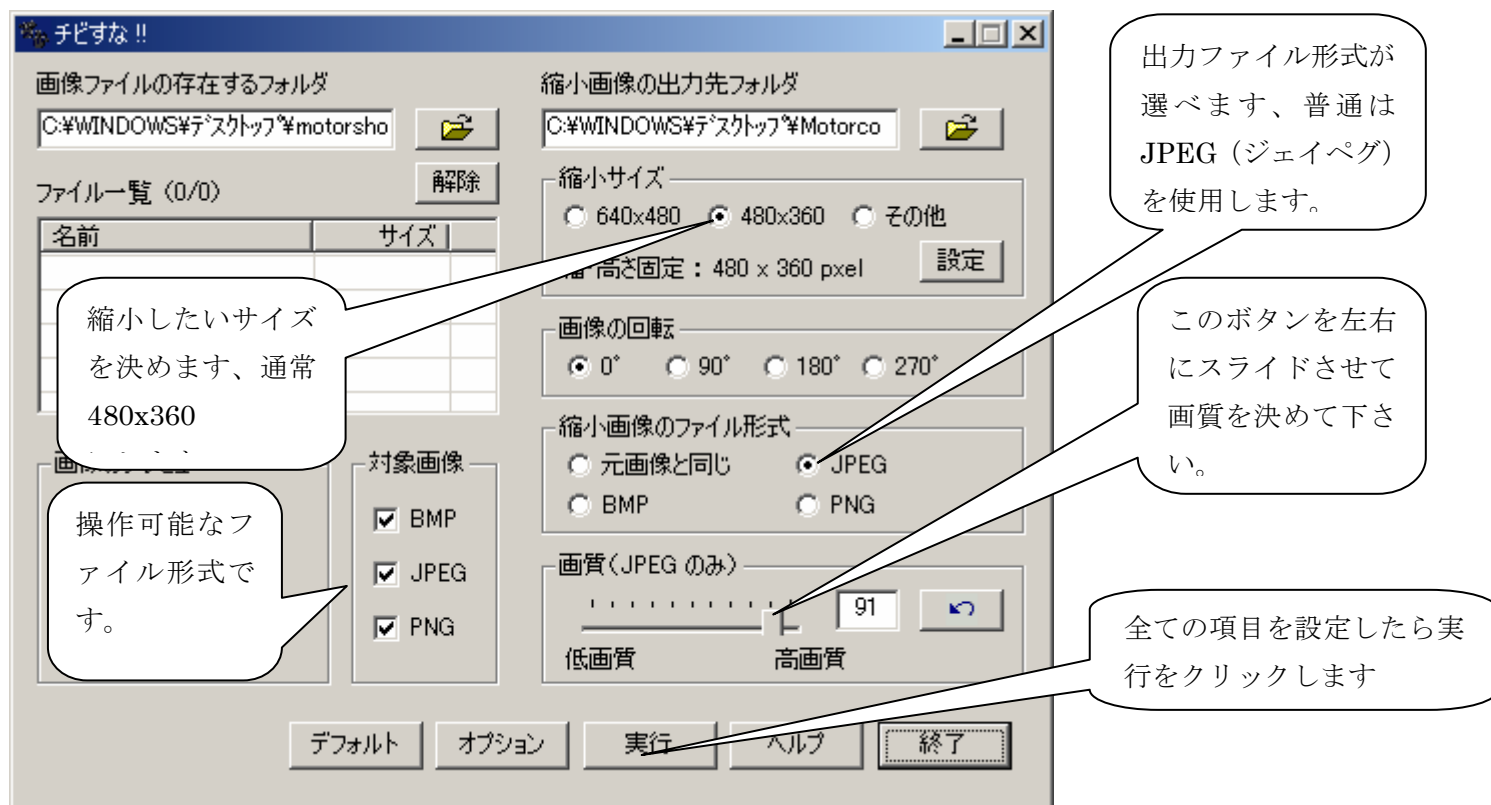 チビすな !!
画像ファイルの存在するフォルダ
C:¥WINDOWS¥デスクトップ¥motorsho
ファイル一覧 (0/0)
解除
名前 サイズ
縮小したいサイズ
を決めます、通常
480x360
対象画像
BMP
JPEG
PNG
操作可能なフ
ァイル形式で
す。
縮小画像の出力先フォルダ
C:¥WINDOWS¥デスクトップ¥Motorco
縮小サイズ
640x480 480x360 その他
高さ固定 : 480 x 360 pxel
設定
画像の回転
0° 90° 180° 270°
縮小画像のファイル形式
元画像と同じ JPEG
BMP PNG
画質(JPEG のみ)
91
低画質 高画質
デフォルト オプション 実行 ヘルプ 終了
出力ファイル形式が
選べます、普通は
JPEG(ジェイペグ)
を使用します。
このボタンを左右
にスライドさせて
画質を決めて下さ
い。
全ての項目を設定したら実
行をクリックします